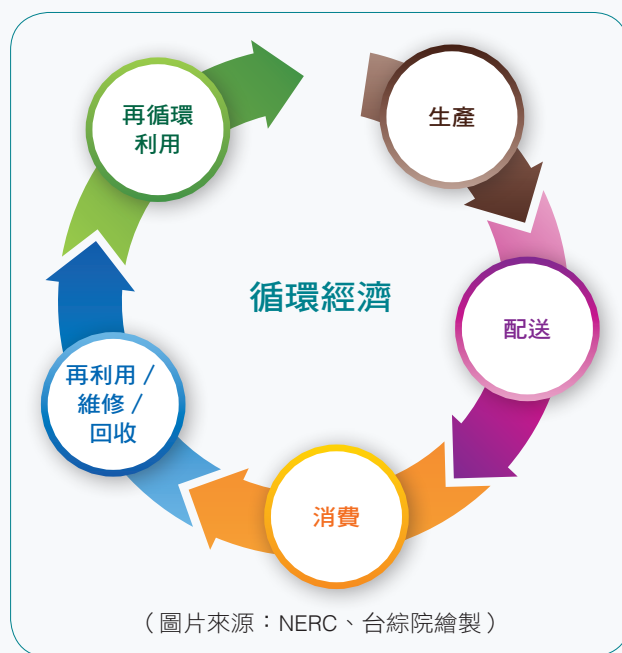 循環經濟
生產
配送
消費
再利用 /
維修 /
回收
再循環
利用
（圖片來源：NERC、台綜院繪製）